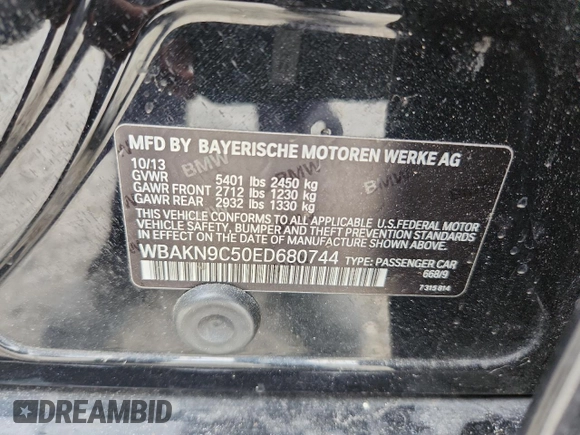 MFD BY BAYERISCHE MOTOREN WERKE AG
10/13
GVWR 5401 lbs 2450 kg
GAWR FRONT 2712 lbs 1230 kg
GAWR REAR 2932 lbs 1330 kg
THIS VEHICLE CONFORMS TO ALL APPLICABLE U.S.FEDERAL MOTOR
VEHICLE SAFETY, BUMPER AND THEFT PREVENTION STANDARDS
IN EFFECT ON THE DATE OF MANUFACTURE SHOWN ABOVE.
WBAKN9C50ED680744 TYPE: PASSENGER CAR
668/9
7 315 814
DREAMBID